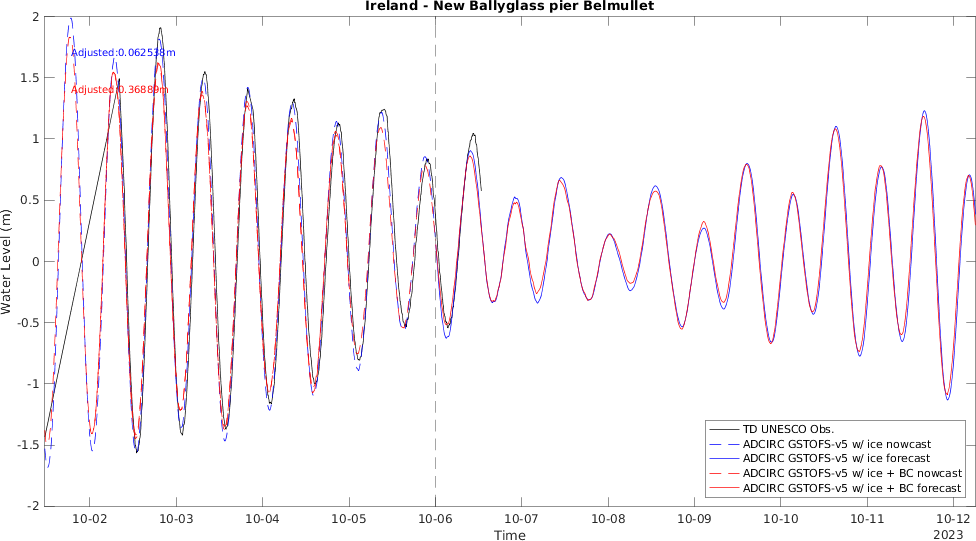 Ireland - New Ballyglass pier Belmullet
Adjusted:0.062538m
Adjusted:0.36889m
Water Level (m)
2
1.5
1
0.5
0
-0.5
-1
-1.5
-2
10-02
10-03
10-04
10-05
10-06
10-07
10-08
10-09
10-10
10-11
10-12
2023
Time
TD UNESCO Obs.
ADCIRC GSTOFS-v5 w/ ice nowcast
ADCIRC GSTOFS-v5 w/ ice forecast
ADCIRC GSTOFS-v5 w/ ice + BC nowcast
ADCIRC GSTOFS-v5 w/ ice + BC forecast